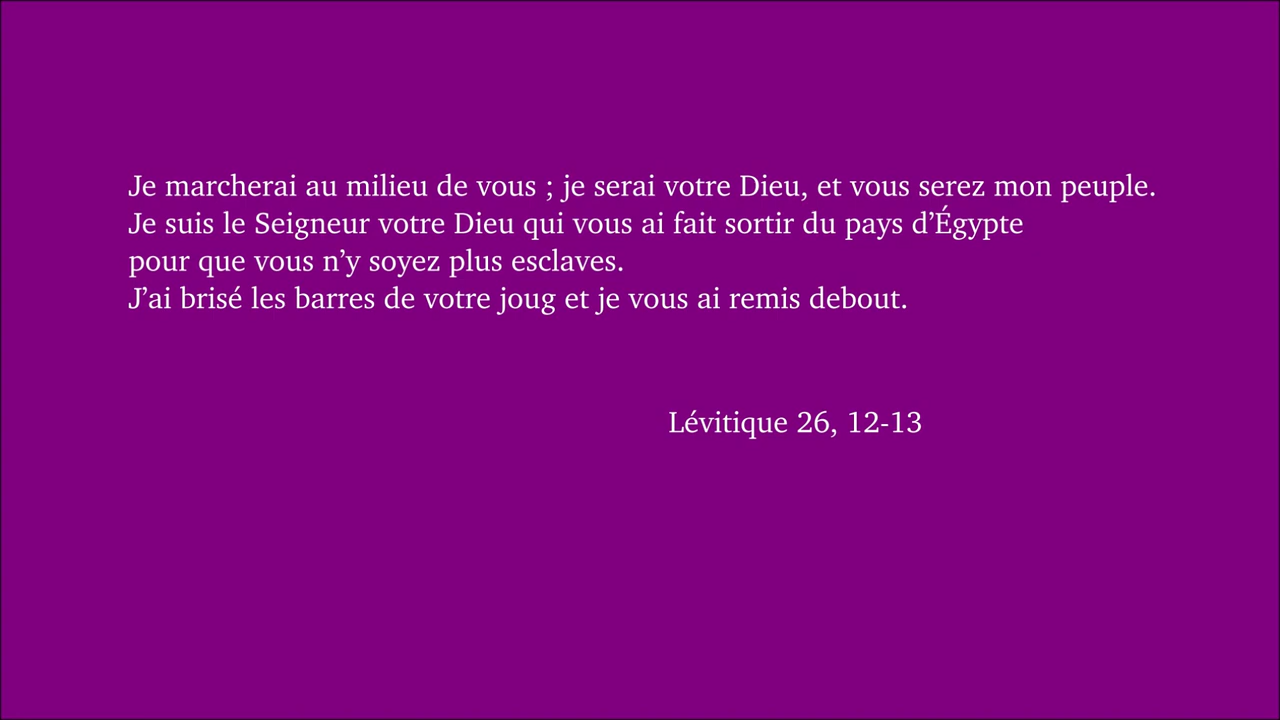 Je marcherai au milieu de vous ; je serai votre Dieu, et vous serez mon peuple.
Je suis le Seigneur votre Dieu qui vous ai fait sortir du pays d’Égypte
pour que vous n’y soyez plus esclaves.
J’ai brisé les barres de votre joug et je vous ai remis debout.
Lévitique 26, 12-13